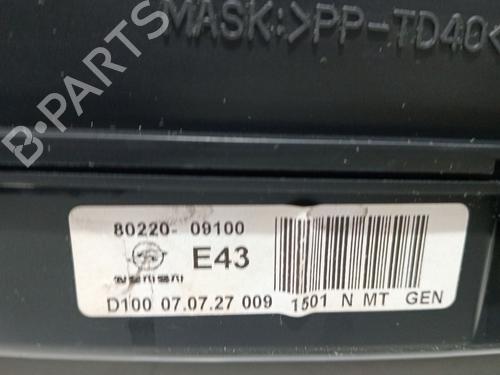 MASK:>PP-TD40<
B-PARTS
80220- 09100
E43
D100 07.07.27 009 1501 N MT GEN